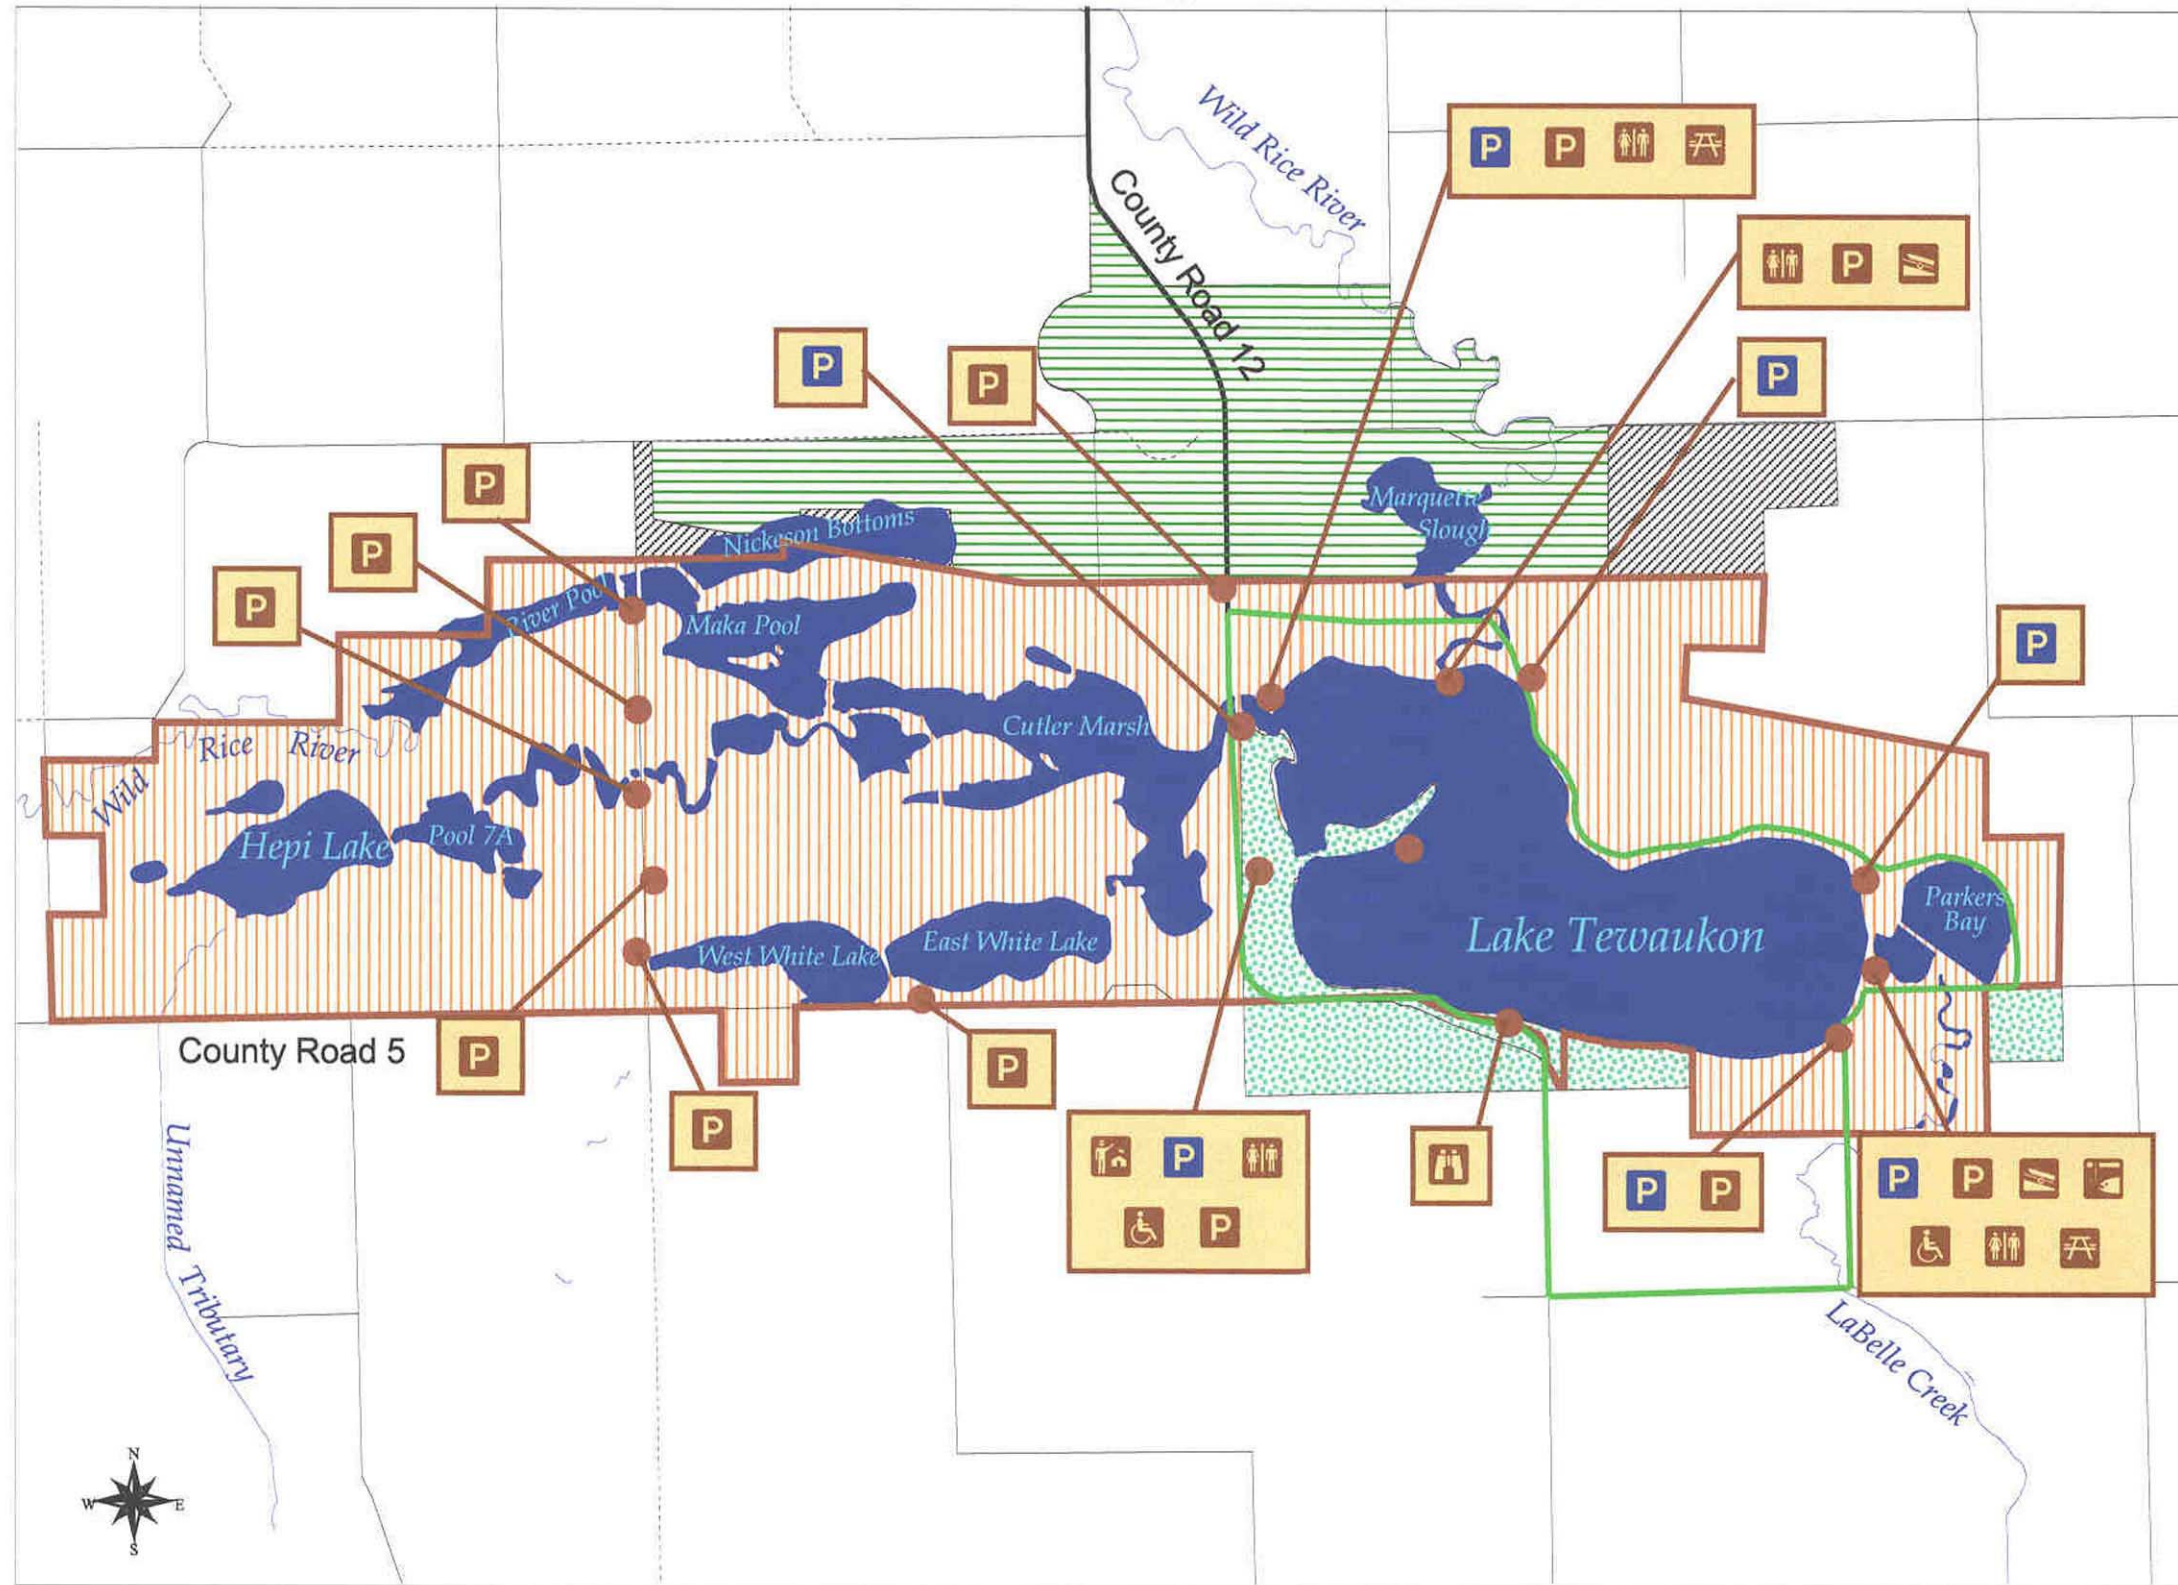 Wild Rice River
P P
County Road 12
P
P
P
P
P
Marquette
Slough
Nickeson Bottoms
P
P
River Pool
Maka Pool
P
Cutler Marsh
Wild Rice River
Hepi Lake
Pool 7A
Parkers
Bay
Lake Tewaukon
East White Lake
West White Lake
County Road 5
P
P
P
P
P
P P
P P
Unnamed Tributary
LaBelle Creek
N
W E
S